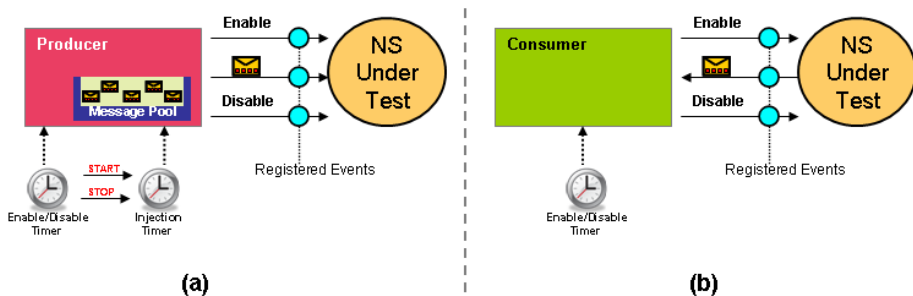 Enable
Producer
NS
Under
Test
Message Pool
Disable
START
STOP
Registered Events
Enable/Disable
Timer
Injection
Timer
(a)
Enable
Consumer
NS
Under
Test
Disable
Registered Events
Enable/Disable
Timer
(b)